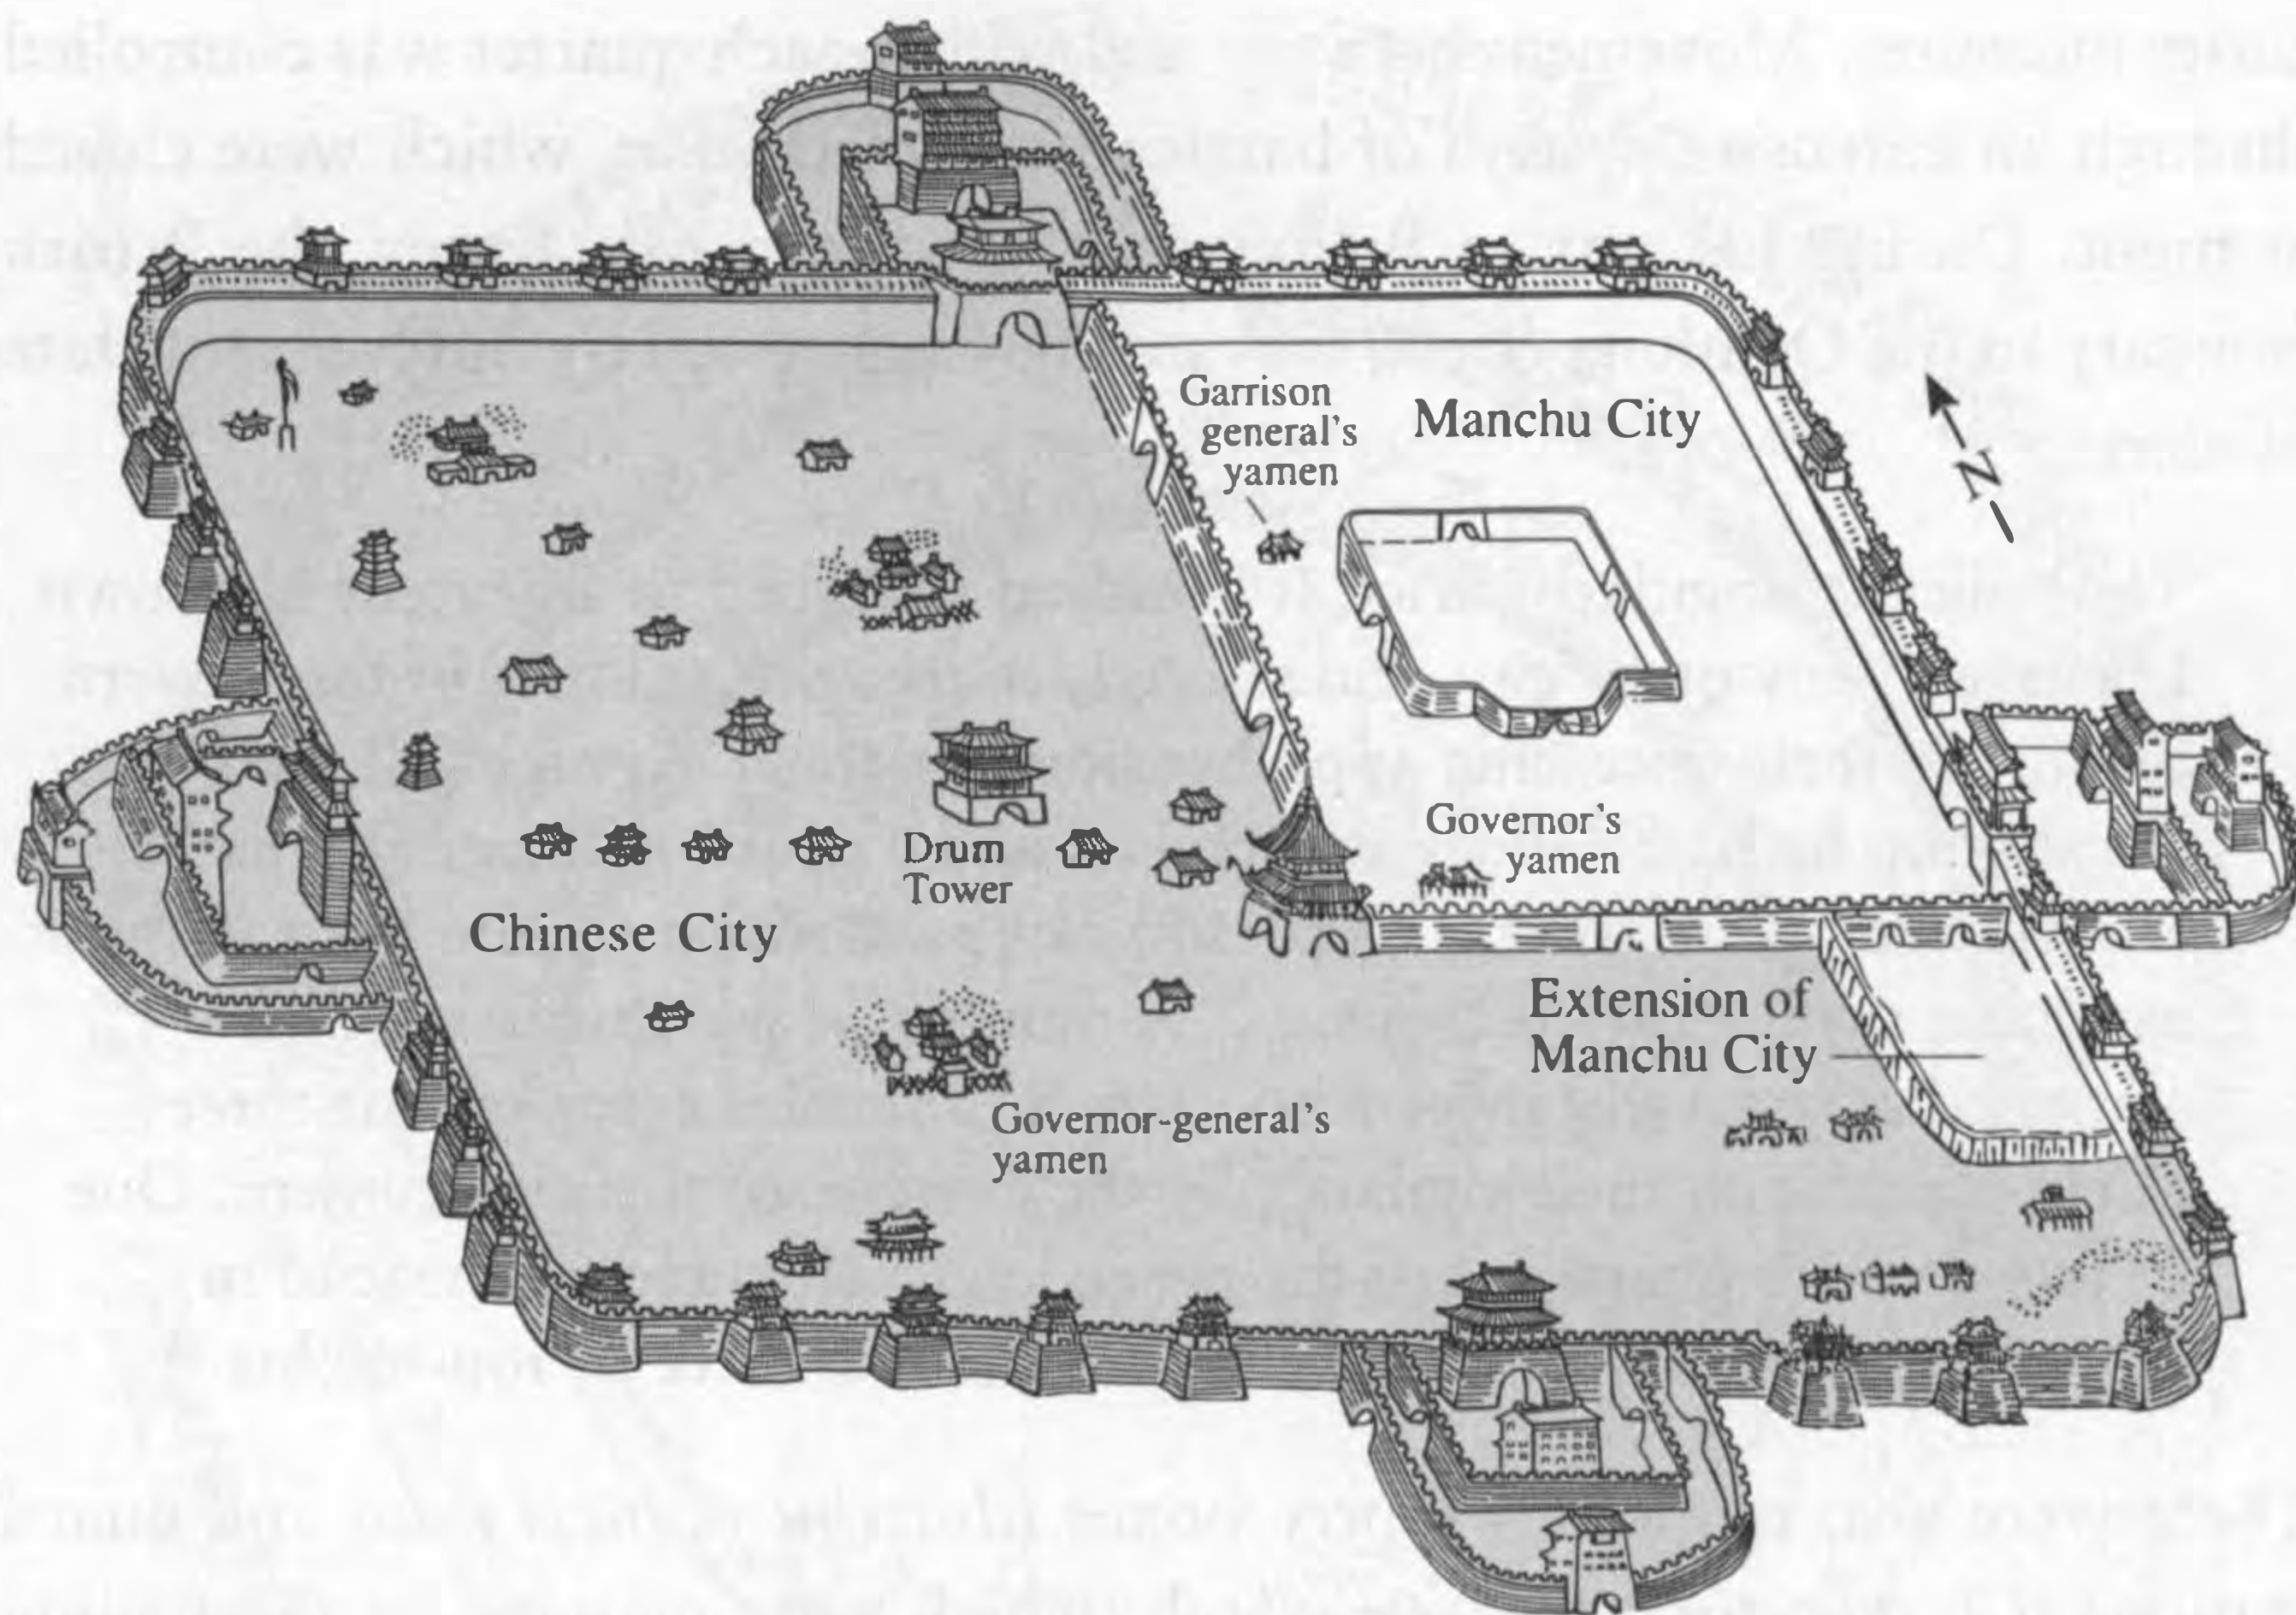 Garrison
general's
yamen
Manchu City
N
Governor's
yamen
Drum
Tower
Chinese City
Extension of
Manchu City
Governor-general's
yamen